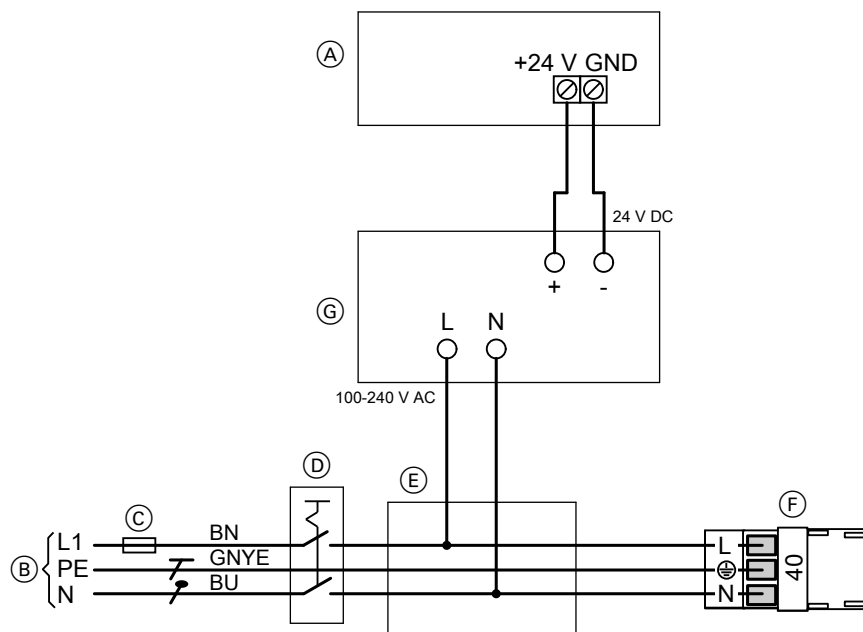 A
+24 V GND
24 V DC
+ -
G
L N
100-240 V AC
D
E
F
C
B
L1 BN L
PE GNYE
N BU N
40